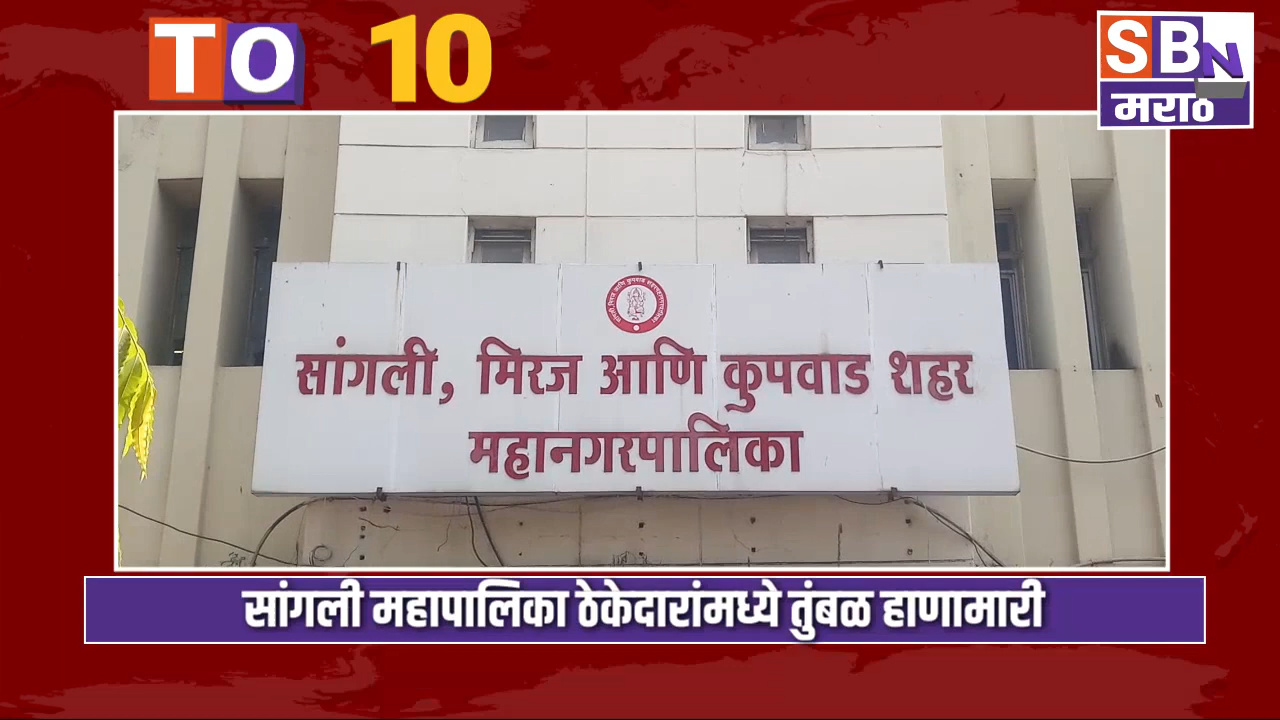 TO 10
SBN
मराठ
सांगली, मिरज आणि कुपवाड शहर
महानगरपालिका
सांगली महापालिका ठेकेदारांमध्ये तुंबळ हाणामारी